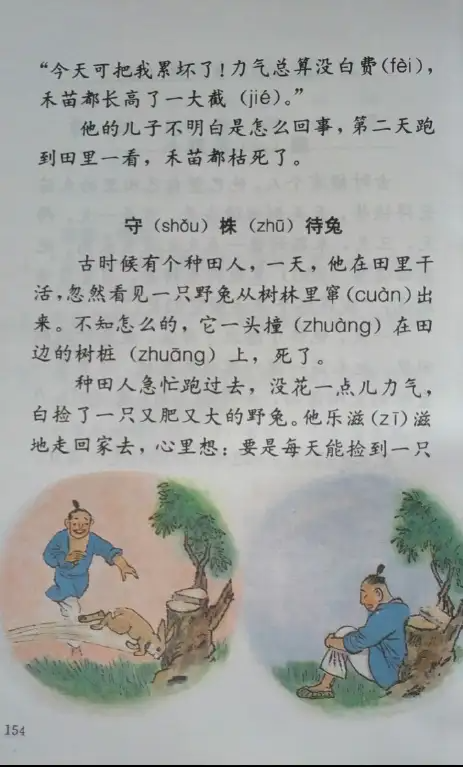 “今天可把我累坏了！力气总算没白费(fèi)，
禾苗都长高了一大截（jié）。”
他的儿子不明白是怎么回事，第二天跑
到田里一看，禾苗都枯死了。
守（shǒu）株（zhū）待兔
古时候有个种田人，一天，他在田里干
活，忽然看见一只野兔从树林里窜(cuàn)出
来。不知怎么的，它一头撞（zhuàng）在田
边的树桩（zhuāng）上，死了。
种田人急忙跑过去，没花一点儿力气，
白捡了一只又肥又大的野兔。他乐滋(zī)滋
地走回家去，心里想：要是每天能捡到一只
154